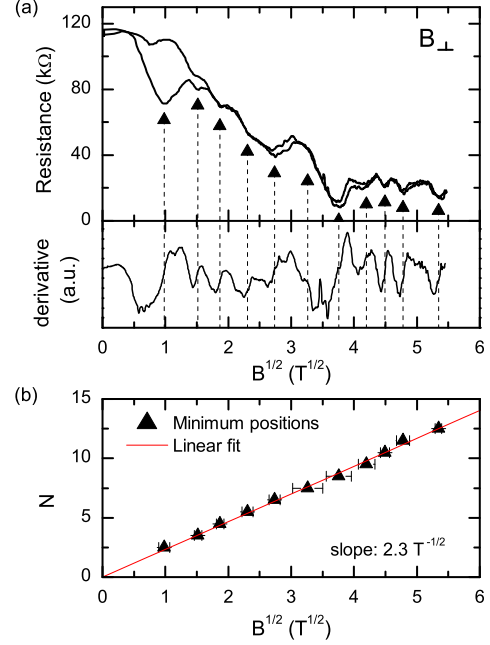 (a)
B⊥
Resistance (kΩ)
120
80
40
0
derivative (a.u.)
0 1 2 3 4 5 6
B^1/2 (T^1/2)
(b)
N
15
10
5
0
Minimum positions
Linear fit
slope: 2.3 T^-1/2
0 1 2 3 4 5 6
B^1/2 (T^1/2)